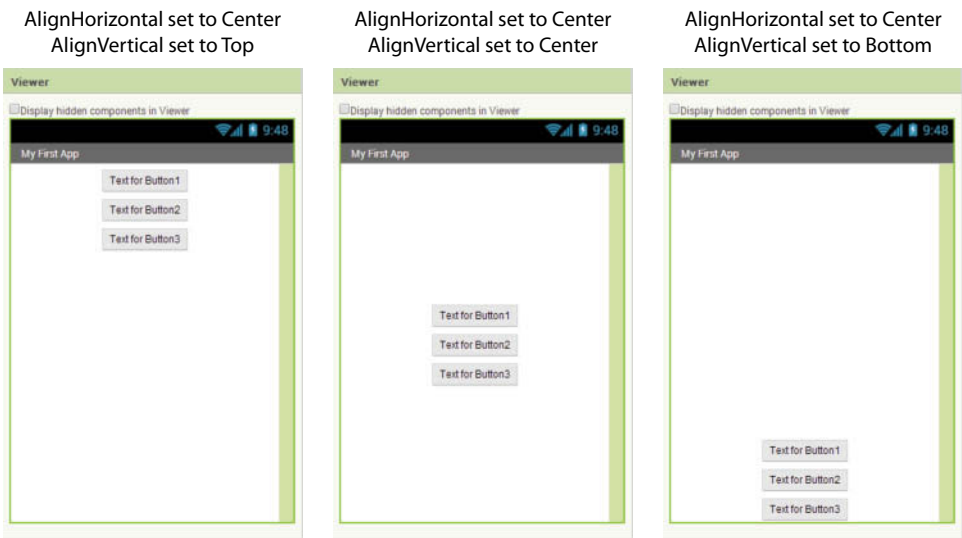 AlignHorizontal set to Center
AlignVertical set to Top
Viewer
Display hidden components in Viewer
9:48
My First App
Text for Button1
Text for Button2
Text for Button3
AlignHorizontal set to Center
AlignVertical set to Center
Viewer
Display hidden components in Viewer
9:48
My First App
Text for Button1
Text for Button2
Text for Button3
AlignHorizontal set to Center
AlignVertical set to Bottom
Viewer
Display hidden components in Viewer
9:48
My First App
Text for Button1
Text for Button2
Text for Button3